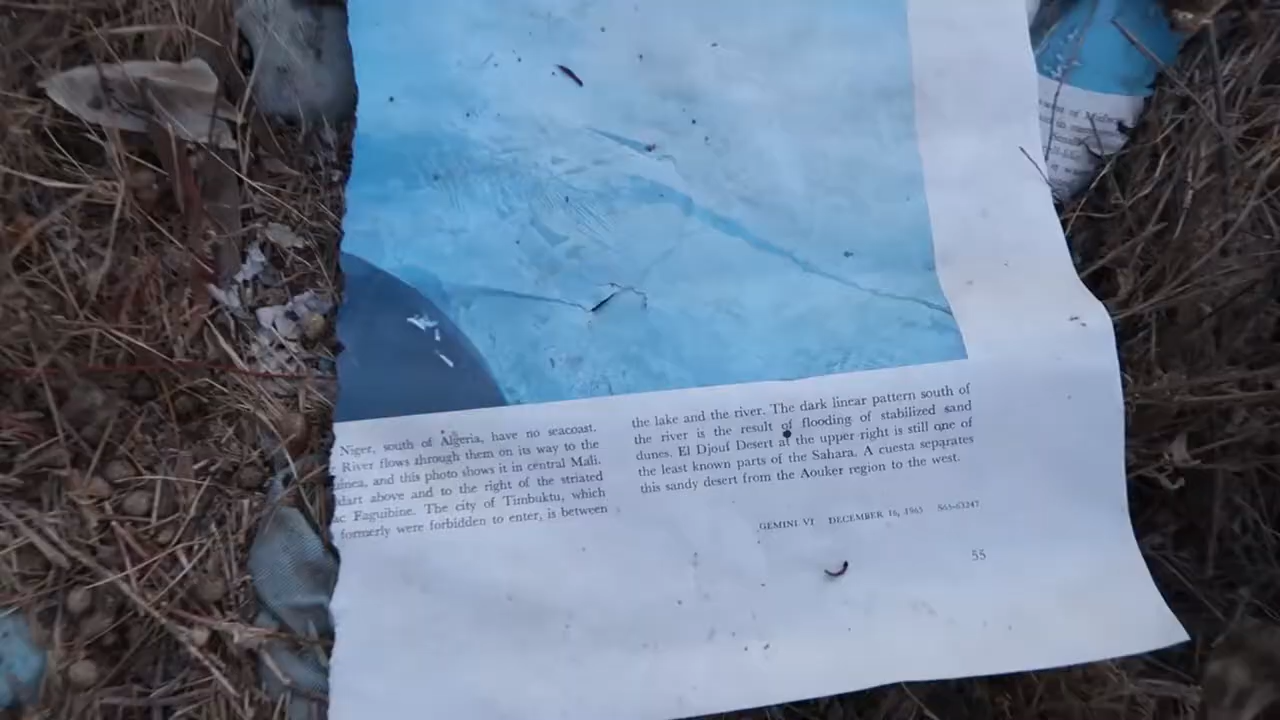 Niger, south of Algeria, have no seacoast.
River flows through them on its way to the
and this photo shows it in central Mali.
above and to the right of the striated
Faguibine. The city of Timbuktu, which
formerly were forbidden to enter, is between
the lake and the river. The dark linear pattern south of
the river is the result of flooding of stabilized sand
dunes. El Djouf Desert at the upper right is still one of
the least known parts of the Sahara. A cuesta separates
this sandy desert from the Aouker region to the west.
GEMINI VI DECEMBER 16, 1965 S65-63247
55